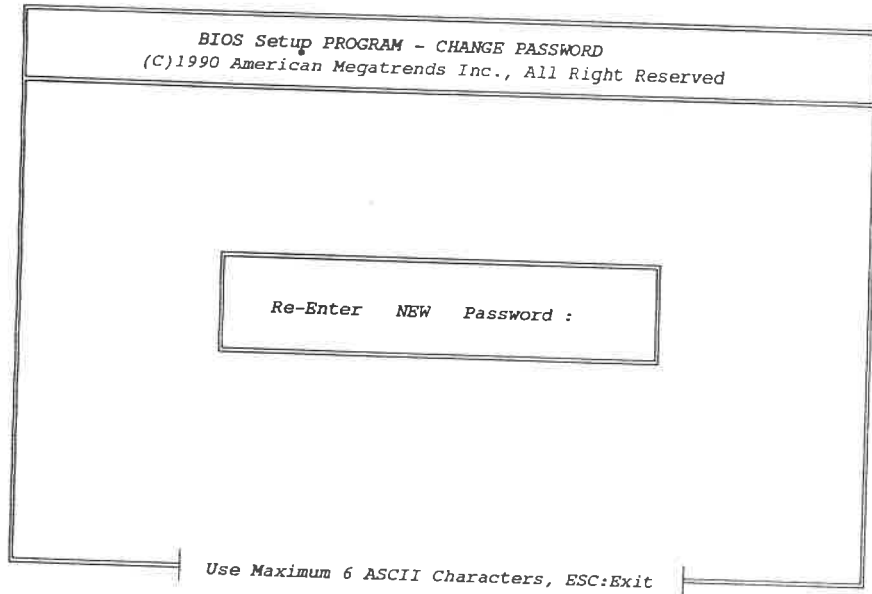 BIOS Setup PROGRAM - CHANGE PASSWORD
(C)1990 American Megatrends Inc., All Right Reserved
Re-Enter NEW Password :
Use Maximum 6 ASCII Characters, ESC:Exit